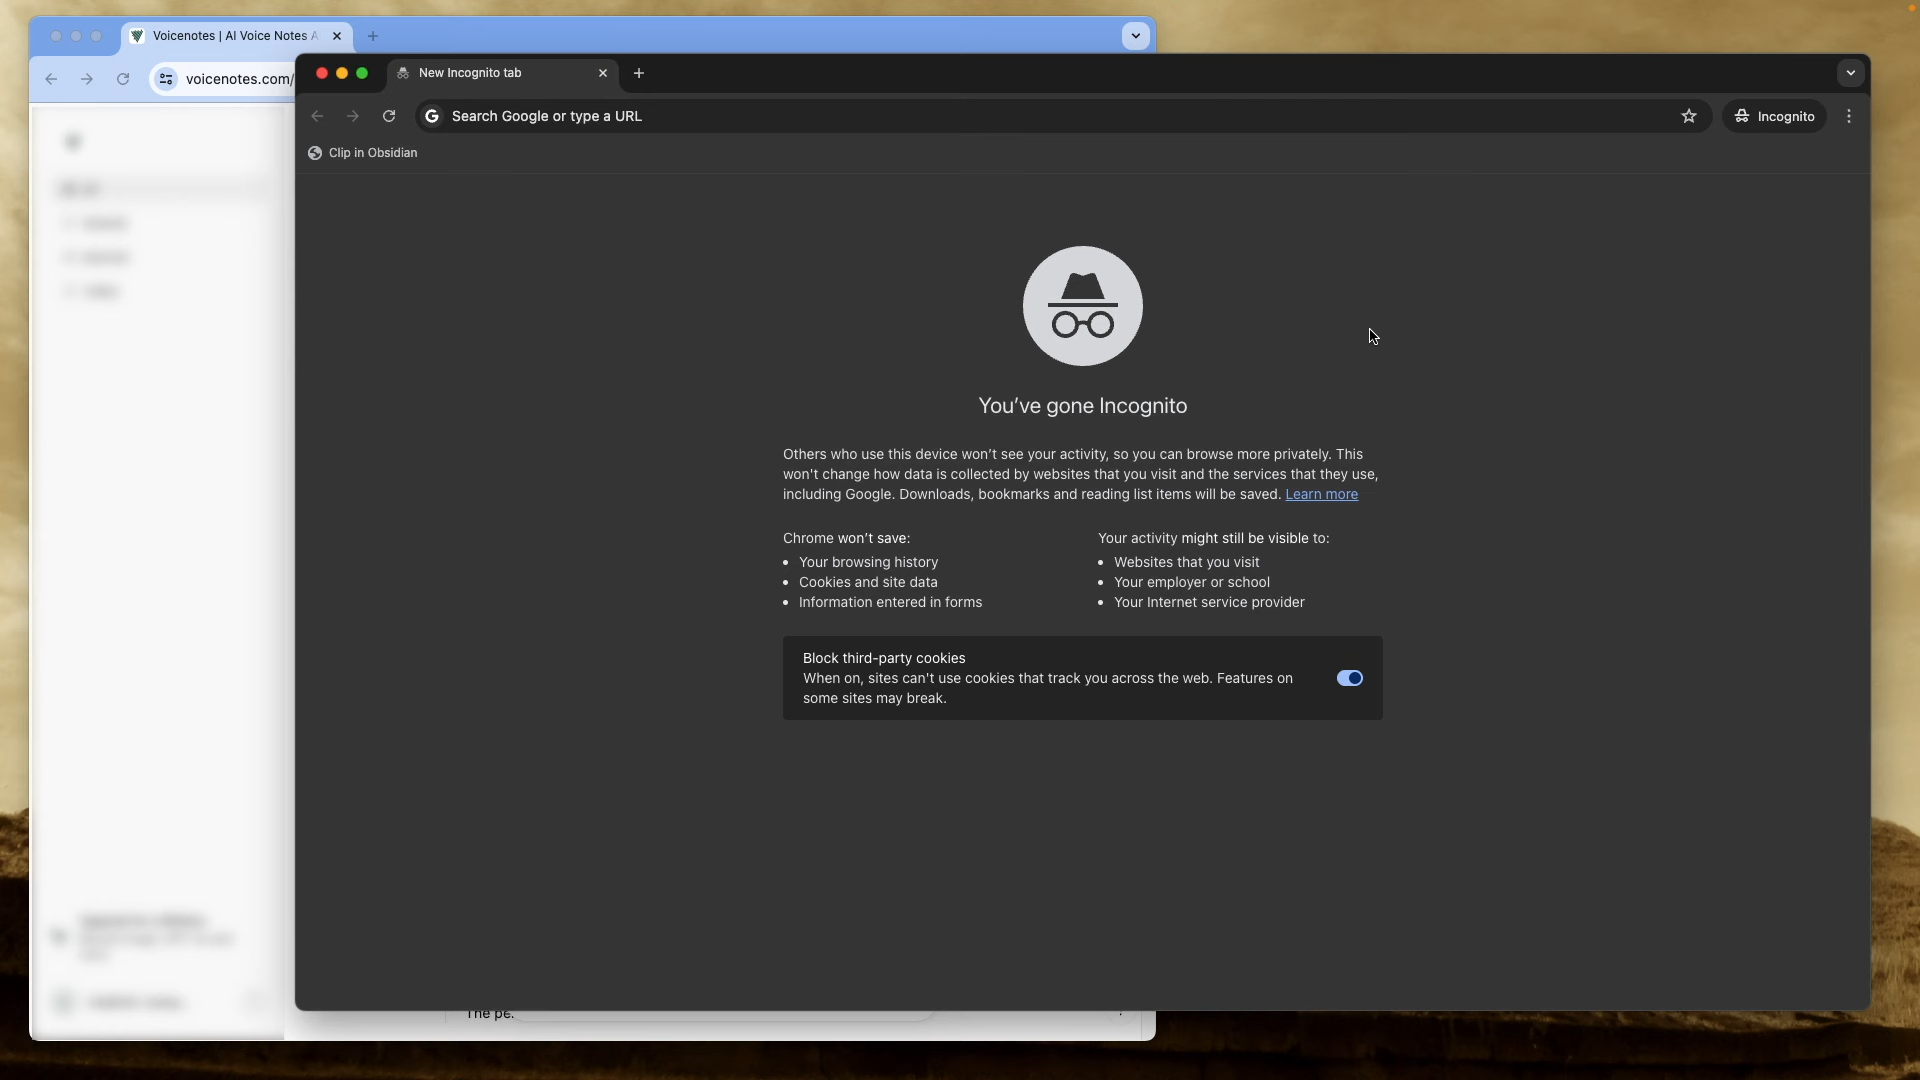 Voicenotes | AI Voice Notes A
voicenotes.com/
New Incognito tab
Search Google or type a URL
Incognito
Clip in Obsidian
You've gone Incognito
Others who use this device won't see your activity, so you can browse more privately. This
won't change how data is collected by websites that you visit and the services that they use,
including Google. Downloads, bookmarks and reading list items will be saved. Learn more
Chrome won't save:
Your browsing history
Cookies and site data
Information entered in forms
Your activity might still be visible to:
Websites that you visit
Your employer or school
Your Internet service provider
Block third-party cookies
When on, sites can't use cookies that track you across the web. Features on
some sites may break.
The pe.